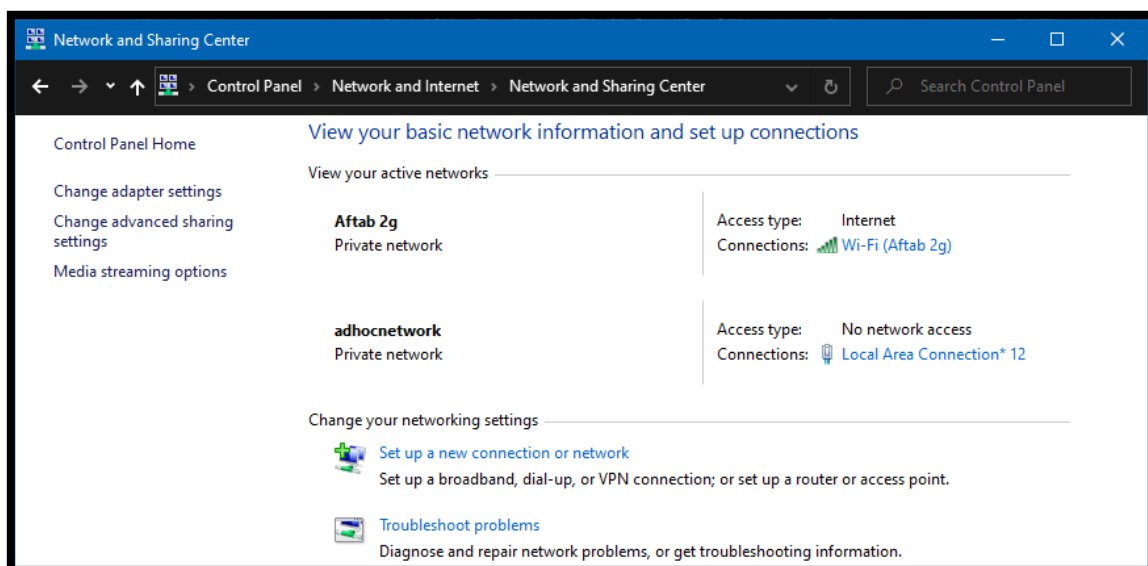 Network and Sharing Center
Control Panel > Network and Internet > Network and Sharing Center
Search Control Panel
Control Panel Home
Change adapter settings
Change advanced sharing
settings
Media streaming options
View your basic network information and set up connections
View your active networks
Aftab 2g
Private network
Access type: Internet
Connections: Wi-Fi (Aftab 2g)
adhocnetwork
Private network
Access type: No network access
Connections: Local Area Connection* 12
Change your networking settings
Set up a new connection or network
Set up a broadband, dial-up, or VPN connection; or set up a router or access point.
Troubleshoot problems
Diagnose and repair network problems, or get troubleshooting information.